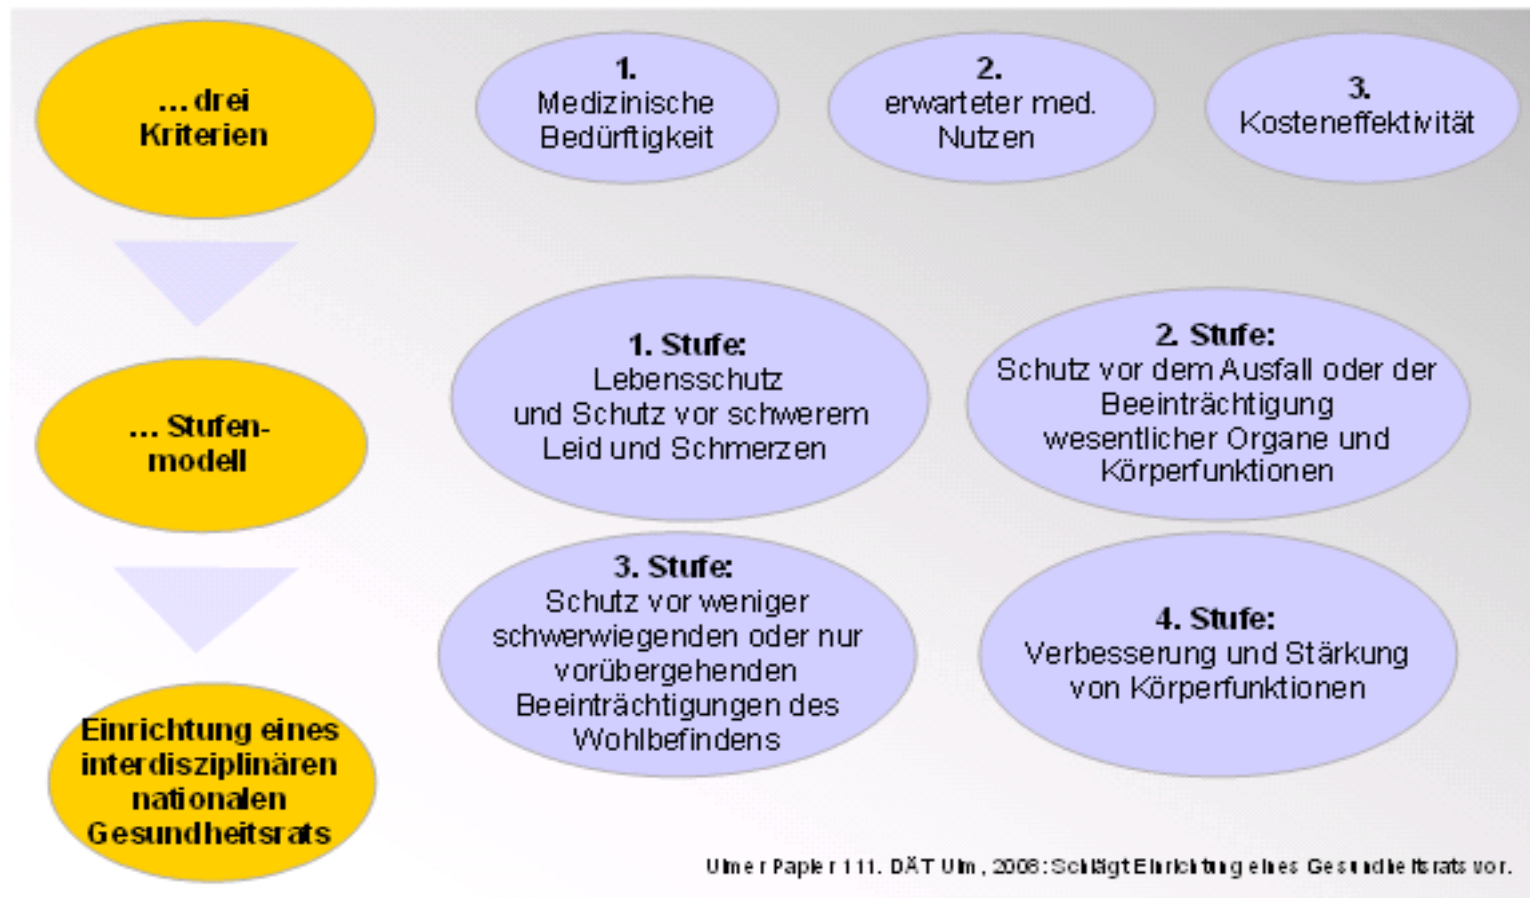 ... drei
Kriterien
1.
Medizinische
Bedürftigkeit
2.
erwarteter med.
Nutzen
3.
Kosteneffektivität
... Stufen-
modell
1. Stufe:
Lebensschutz
und Schutz vor schwerem
Leid und Schmerzen
2. Stufe:
Schutz vor dem Ausfall oder der
Beeinträchtigung
wesentlicher Organe und
Körperfunktionen
3. Stufe:
Schutz vor weniger
schwerwiegenden oder nur
vorübergehenden
Beeinträchtigungen des
Wohlbefindens
4. Stufe:
Verbesserung und Stärkung
von Körperfunktionen
Einrichtung eines
interdisziplinären
nationalen
Gesundheitsrats
Ulmer Papier 111. DÄT Ulm, 2008: Schlägt Einrichtung eines Gesundheitsrats vor.